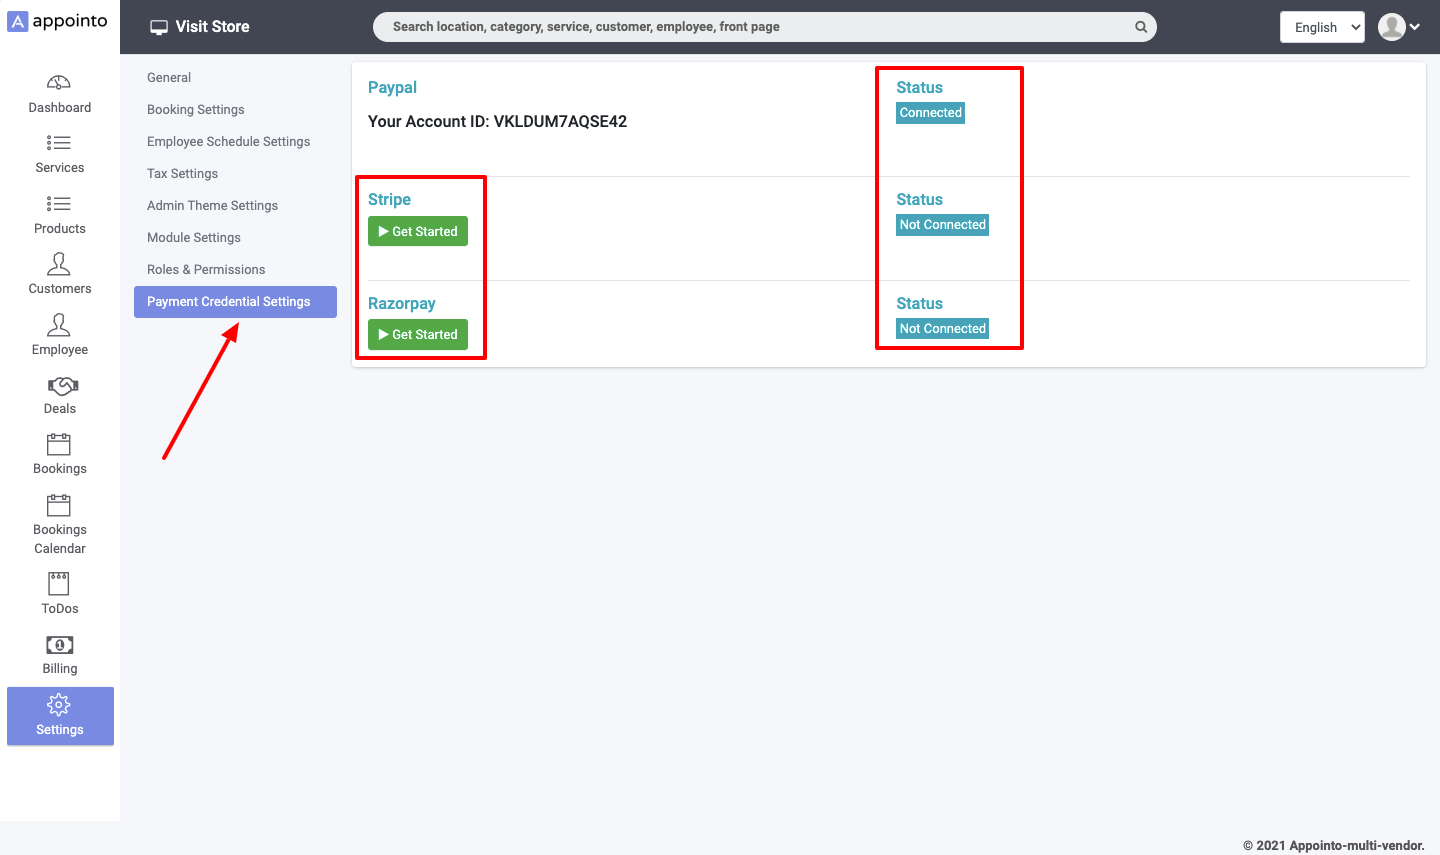 appointo
Visit Store
Search location, category, service, customer, employee, front page
English
Dashboard
Services
Products
Customers
Employee
Deals
Bookings
Bookings
Calendar
ToDos
Billing
Settings
General
Booking Settings
Employee Schedule Settings
Tax Settings
Admin Theme Settings
Module Settings
Roles & Permissions
Payment Credential Settings
Paypal
Your Account ID: VKLDUM7AQSE42
Status
Connected
Stripe
Get Started
Status
Not Connected
Razorpay
Get Started
Status
Not Connected
© 2021 Appointo-multi-vendor.